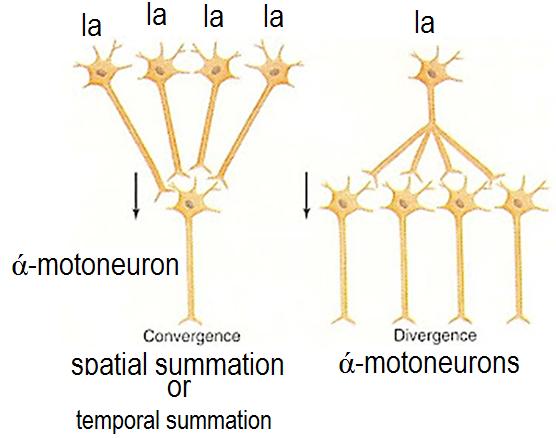 Ia Ia Ia Ia
Ia
ά-motoneuron
Convergence
spatial summation
or
temporal summation
Divergence
ά-motoneurons